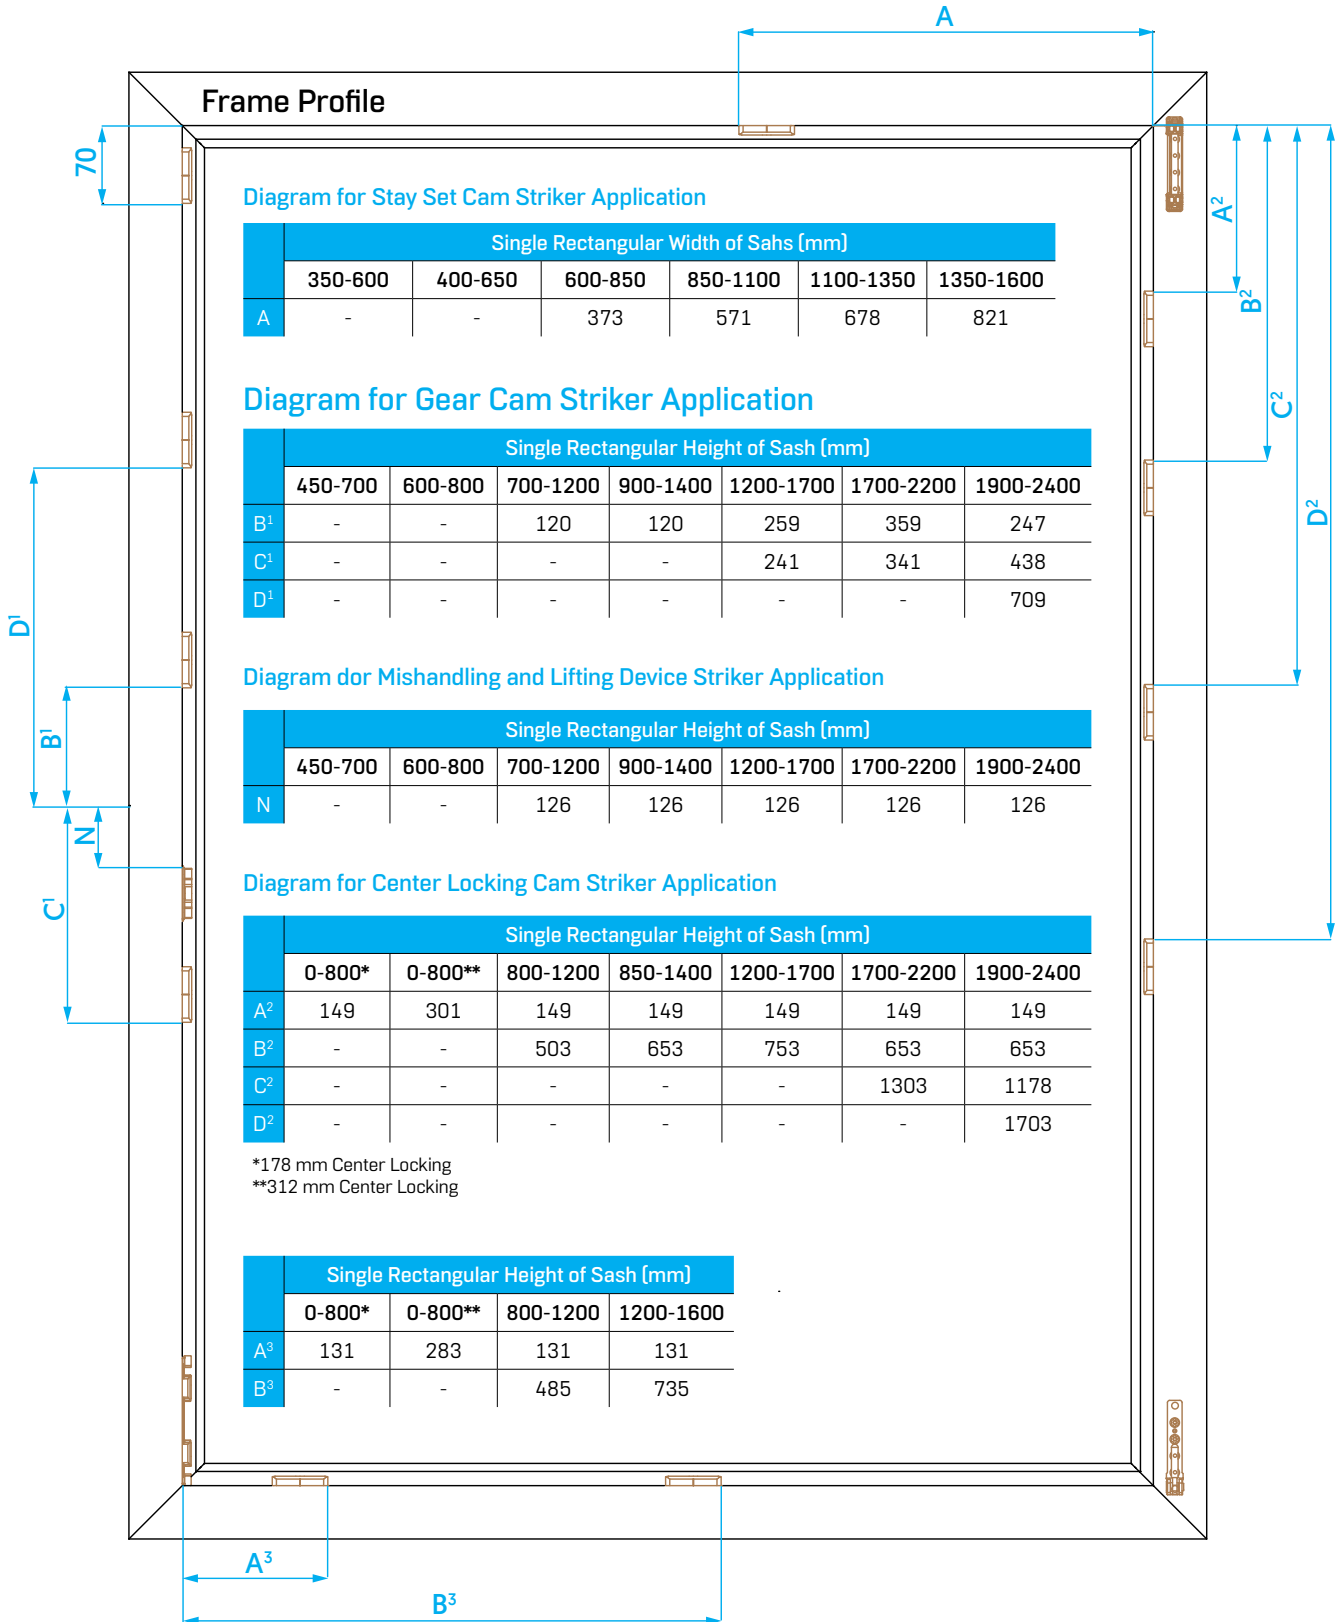 A
Frame Profile
70
Diagram for Stay Set Cam Striker Application
Single Rectangular Width of Sahs (mm)
350-600 400-650 600-850 850-1100 1100-1350 1350-1600
A - - 373 571 678 821
A²
B²
C²
D²
Diagram for Gear Cam Striker Application
Single Rectangular Height of Sash (mm)
450-700 600-800 700-1200 900-1400 1200-1700 1700-2200 1900-2400
B¹ - - 120 120 259 359 247
C¹ - - - - 241 341 438
D¹ - - - - - - 709
D¹
B¹
N
C¹
Diagram dor Mishandling and Lifting Device Striker Application
Single Rectangular Height of Sash (mm)
450-700 600-800 700-1200 900-1400 1200-1700 1700-2200 1900-2400
N - - 126 126 126 126 126
Diagram for Center Locking Cam Striker Application
Single Rectangular Height of Sash (mm)
0-800* 0-800** 800-1200 850-1400 1200-1700 1700-2200 1900-2400
A² 149 301 149 149 149 149 149
B² - - 503 653 753 653 653
C² - - - - - 1303 1178
D² - - - - - - 1703
*178 mm Center Locking
**312 mm Center Locking
Single Rectangular Height of Sash (mm)
0-800* 0-800** 800-1200 1200-1600
A³ 131 283 131 131
B³ - - 485 735
A³
B³